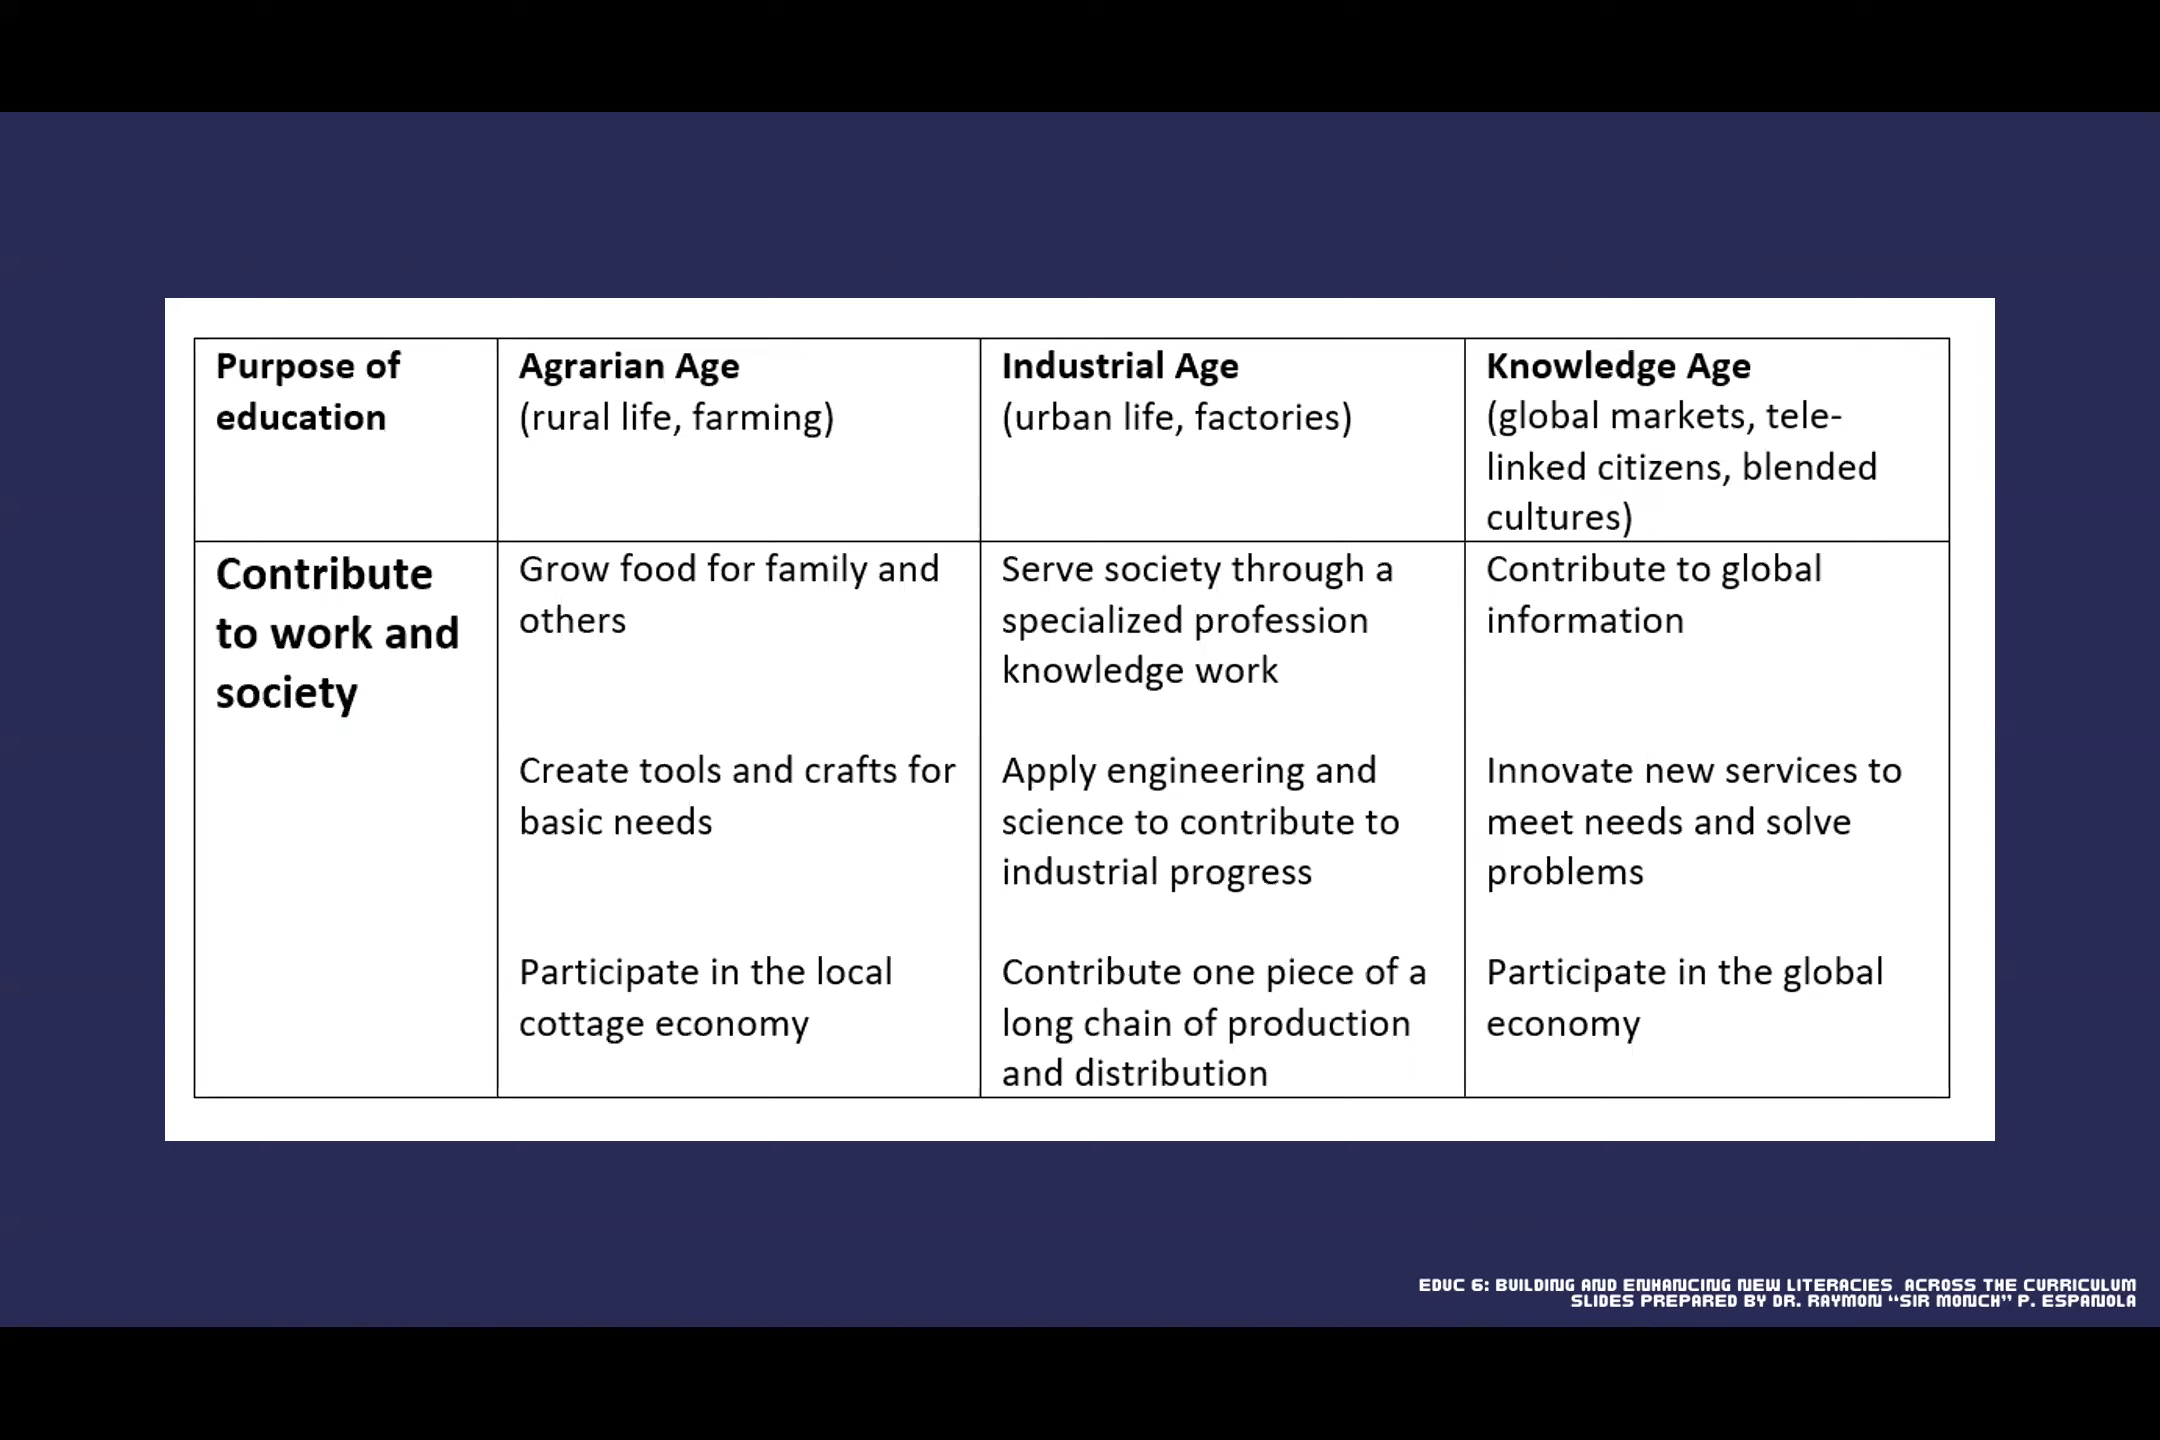 Purpose of
education
Agrarian Age
(rural life, farming)
Industrial Age
(urban life, factories)
Knowledge Age
(global markets, tele-
linked citizens, blended
cultures)
Contribute
to work and
society
Grow food for family and
others
Create tools and crafts for
basic needs
Participate in the local
cottage economy
Serve society through a
specialized profession
knowledge work
Apply engineering and
science to contribute to
industrial progress
Contribute one piece of a
long chain of production
and distribution
Contribute to global
information
Innovate new services to
meet needs and solve
problems
Participate in the global
economy
EDUC 6: BUILDING AND ENHANCING NEW LITERACIES ACROSS THE CURRICULUM
SLIDES PREPARED BY DR. RAYMON “SIR MONCH” P. ESPANOLA